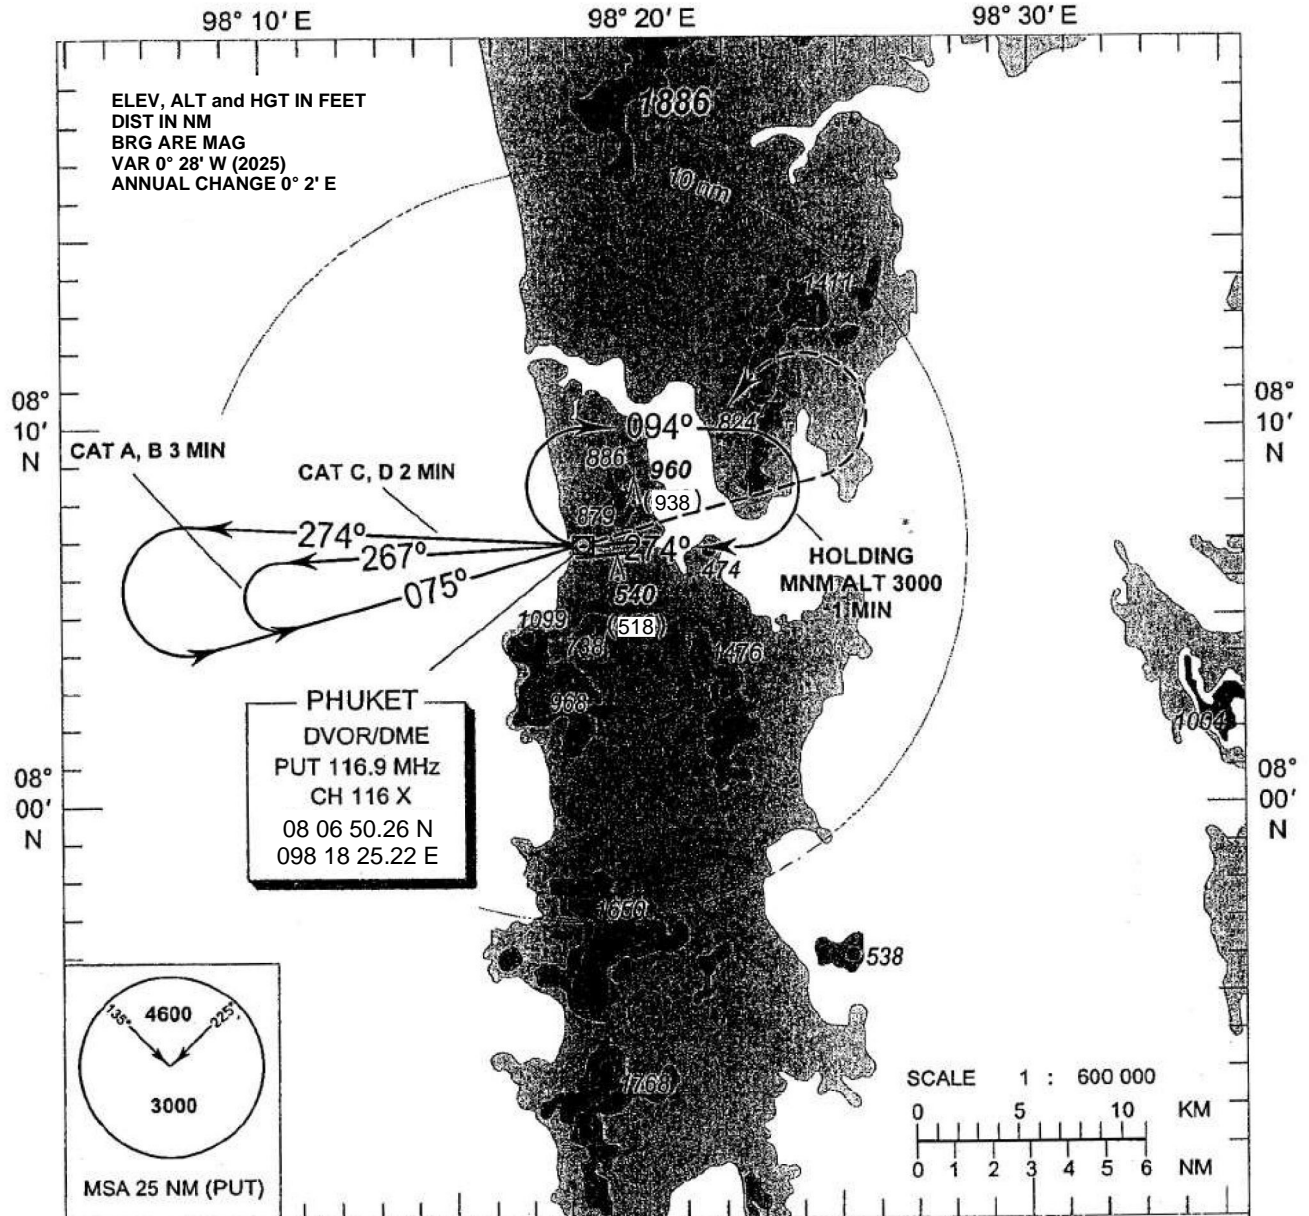 98° 10′ E
98° 20′ E
98° 30′ E
ELEV, ALT and HGT IN FEET
DIST IN NM
BRG ARE MAG
VAR 0° 28' W (2025)
ANNUAL CHANGE 0° 2' E
1886
10 nm
1411
08°
10′
N
08°
10′
N
CAT A, B 3 MIN
CAT C, D 2 MIN
094°
824
886
960
(938)
879
274°
267°
075°
274°
474
HOLDING
MNM ALT 3000
1 MIN
540
(518)
1099
738
1476
968
1004
PHUKET
DVOR/DME
PUT 116.9 MHz
CH 116 X
08 06 50.26 N
098 18 25.22 E
08°
00′
N
08°
00′
N
1650
538
135°
4600
225°
3000
MSA 25 NM (PUT)
1768
SCALE 1 : 600 000
0 5 10 KM
0 1 2 3 4 5 6 NM